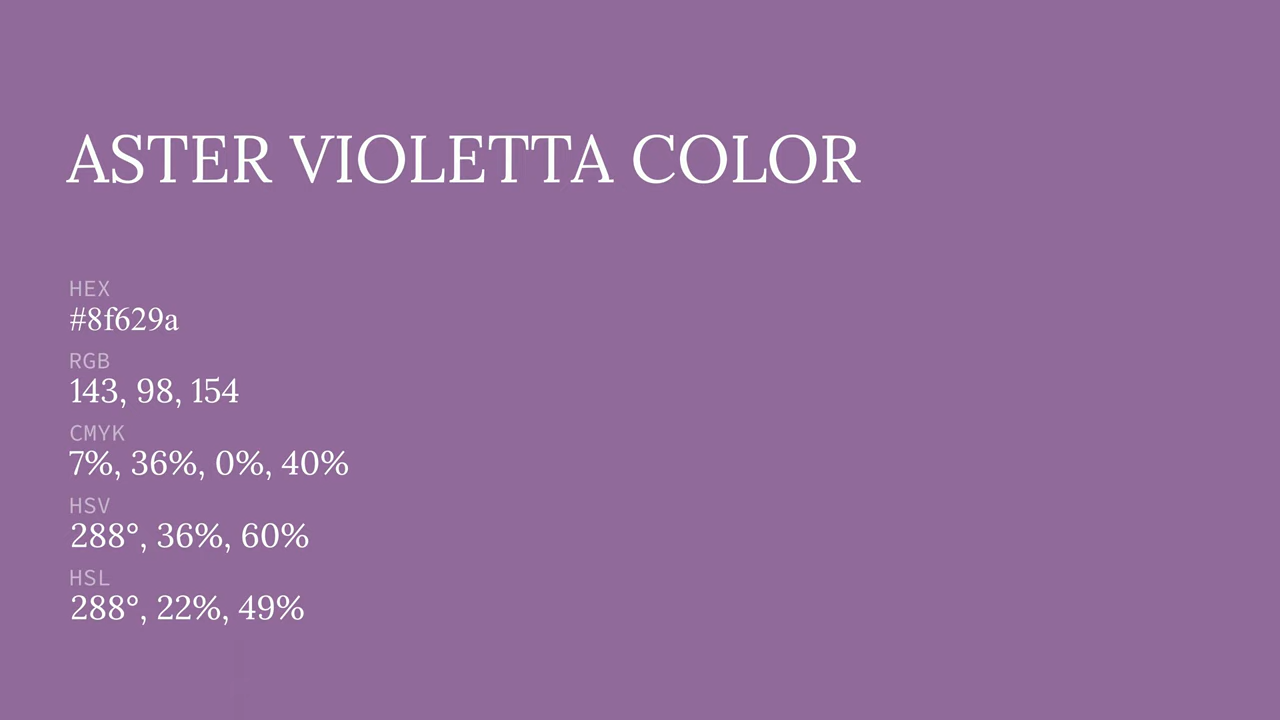 ASTER VIOLETTA COLOR
HEX
#8f629a
RGB
143, 98, 154
CMYK
7%, 36%, 0%, 40%
HSV
288°, 36%, 60%
HSL
288°, 22%, 49%